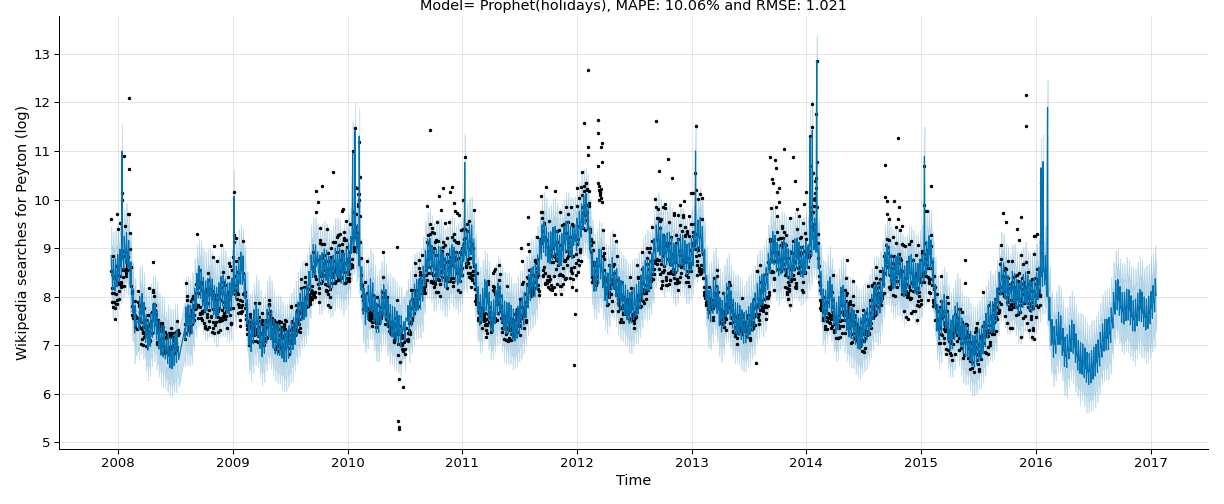 Model= Prophet(holidays), MAPE: 10.06% and RMSE: 1.021
Wikipedia searches for Peyton (log)
13
12
11
10
9
8
7
6
5
2008 2009 2010 2011 2012 2013 2014 2015 2016 2017
Time